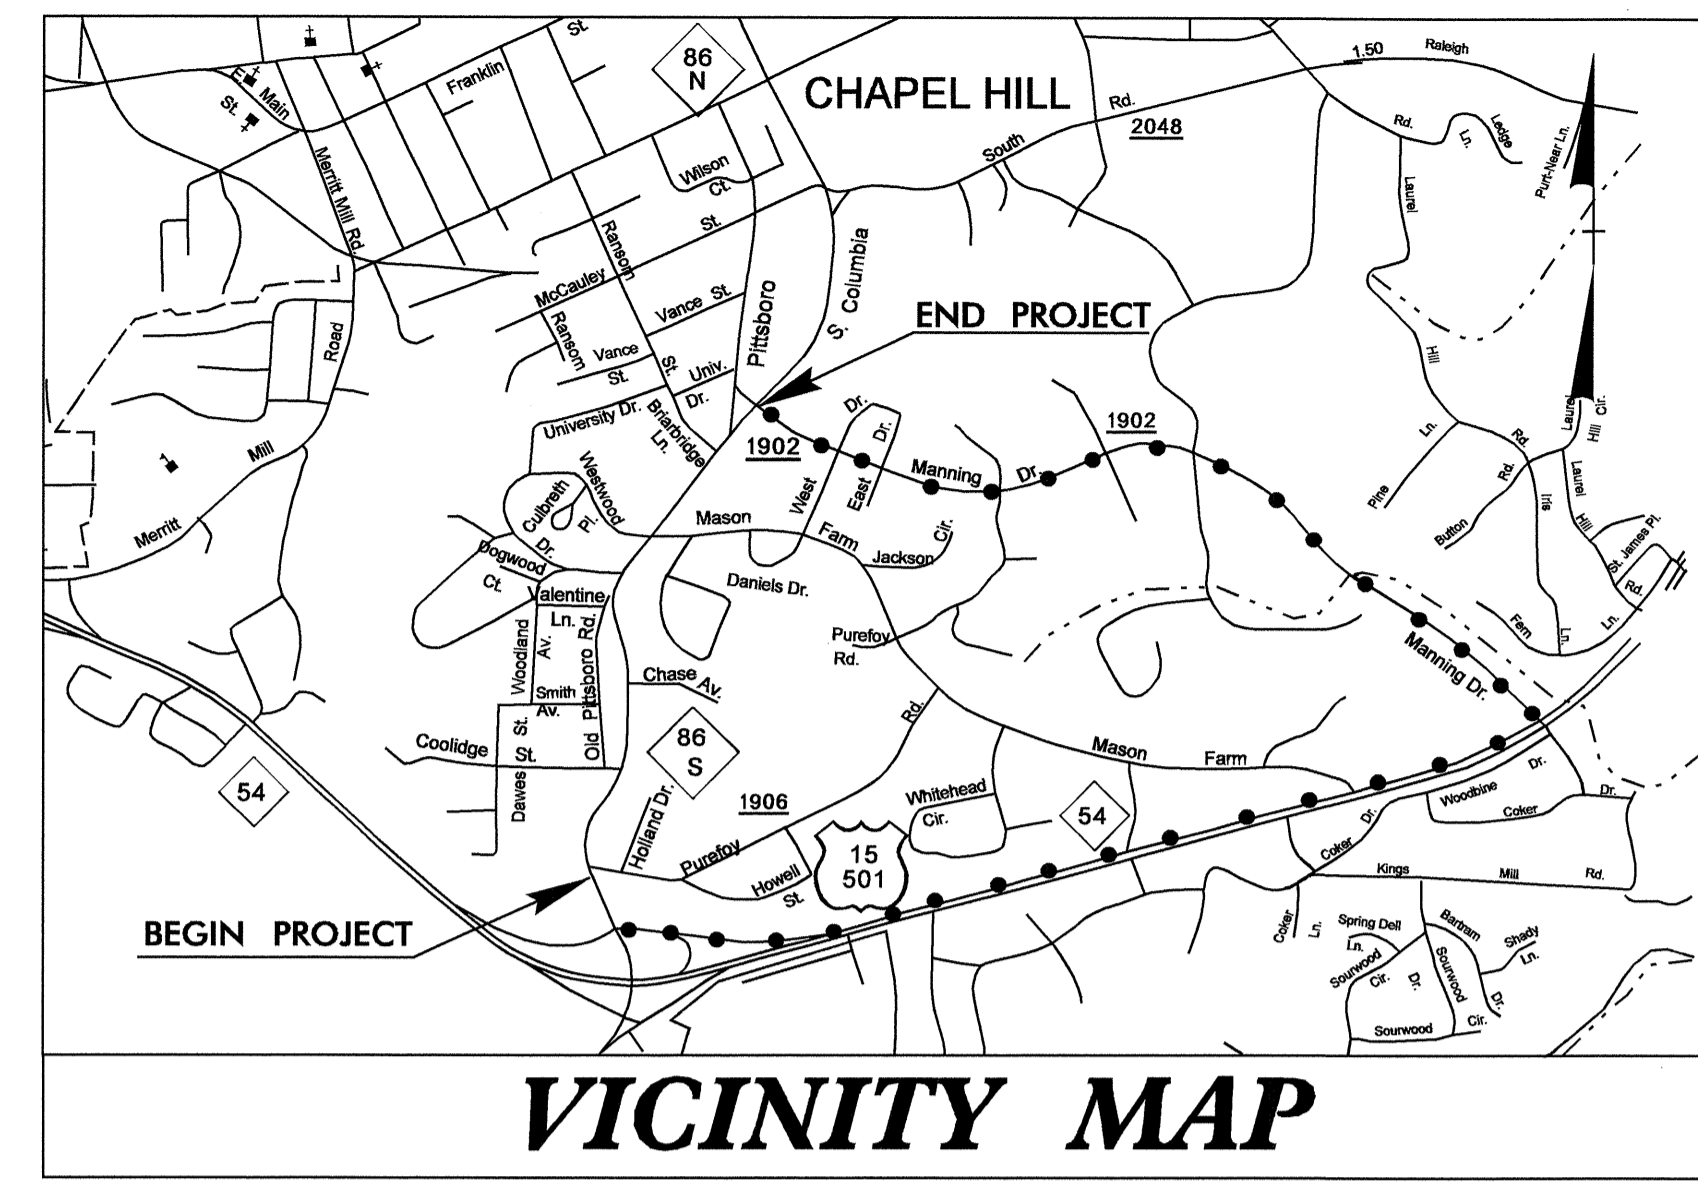 St.
86
N
CHAPEL HILL
1.50
Raleigh
Franklin
E.
Main
St.
Rd.
2048
Rd.
Ln.
Ledge
Purt-Near Ln.
South
Merritt Mill Rd.
Wilson
Ct.
St.
Laurel
Ransom
S. Columbia
McCauley
Vance St.
Pittsboro
END PROJECT
Road
Ransom
Vance
St.
St.
Univ.
Dr.
Hill
Laurel
Hill
Cir.
University Dr.
Briarbridge
Ln.
Dr.
Dr.
1902
1902
Ln.
Rd.
Mill
Merritt
Westwood
Culbreth
Pl.
Dr.
West
East
Manning
Dr.
Pine
Rd.
Button
Iris
Laurel
Hill
Mason
Farm
Jackson
Cir.
St. James Pl.
Rd.
Dogwood
Ct.
Valentine
Ln.
Daniels Dr.
Woodland
Av.
Old Pittsboro Rd.
Purefoy
Rd.
Fern
Ln.
Ln.
Manning Dr.
Chase Av.
Smith
Av.
Rd.
86
S
Coolidge
St.
St.
Dawes
Mason
Farm
54
Holland Dr.
1906
Whitehead
Cir.
54
Dr.
Woodbine
Dr.
Coker
Dr.
Coker
Purefoy
Howell
St.
15
501
Kings
Mill
Rd.
BEGIN PROJECT
Coker
Ln.
Spring Dell
Ln.
Bartram
Shady
Ln.
Sourwood
Cir.
Dr.
Sourwood
Dr.
Sourwood
Cir.
VICINITY MAP